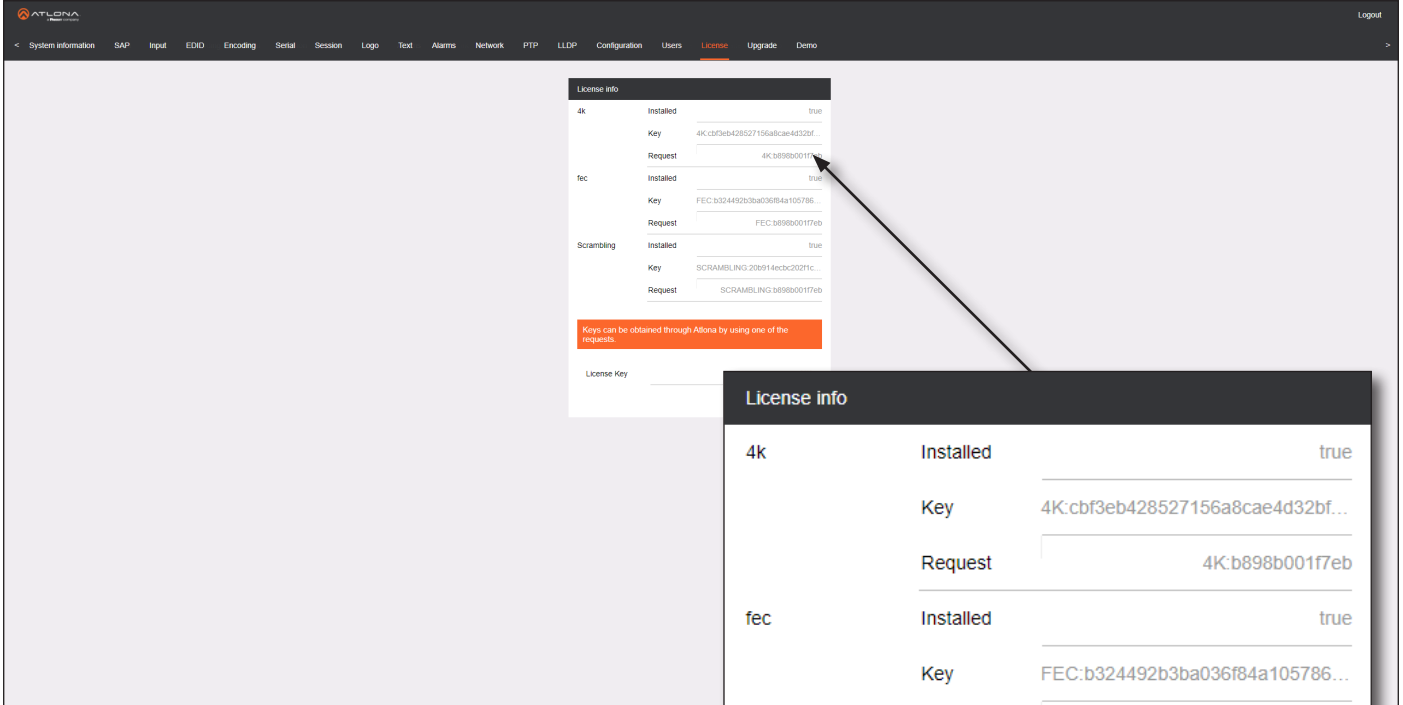 ATLONA
Logout
< System information SAP Input EDID Encoding Serial Session Logo Text Alarms Network PTP LLDP Configuration Users License Upgrade Demo >
License info
4k Installed true
Key 4K:cbf3eb428527156a8cae4d32bf...
Request 4K:b898b001f7eb
fec Installed true
Key FEC:b324492b3ba036f84a105786...
Request FEC:b898b001f7eb
Scrambling Installed true
Key SCRAMBLING:20b914ecbc202f1c...
Request SCRAMBLING:b898b001f7eb
Keys can be obtained through Atlona by using one of the
requests.
License Key
License info
4k Installed true
Key 4K:cbf3eb428527156a8cae4d32bf...
Request 4K:b898b001f7eb
fec Installed true
Key FEC:b324492b3ba036f84a105786...